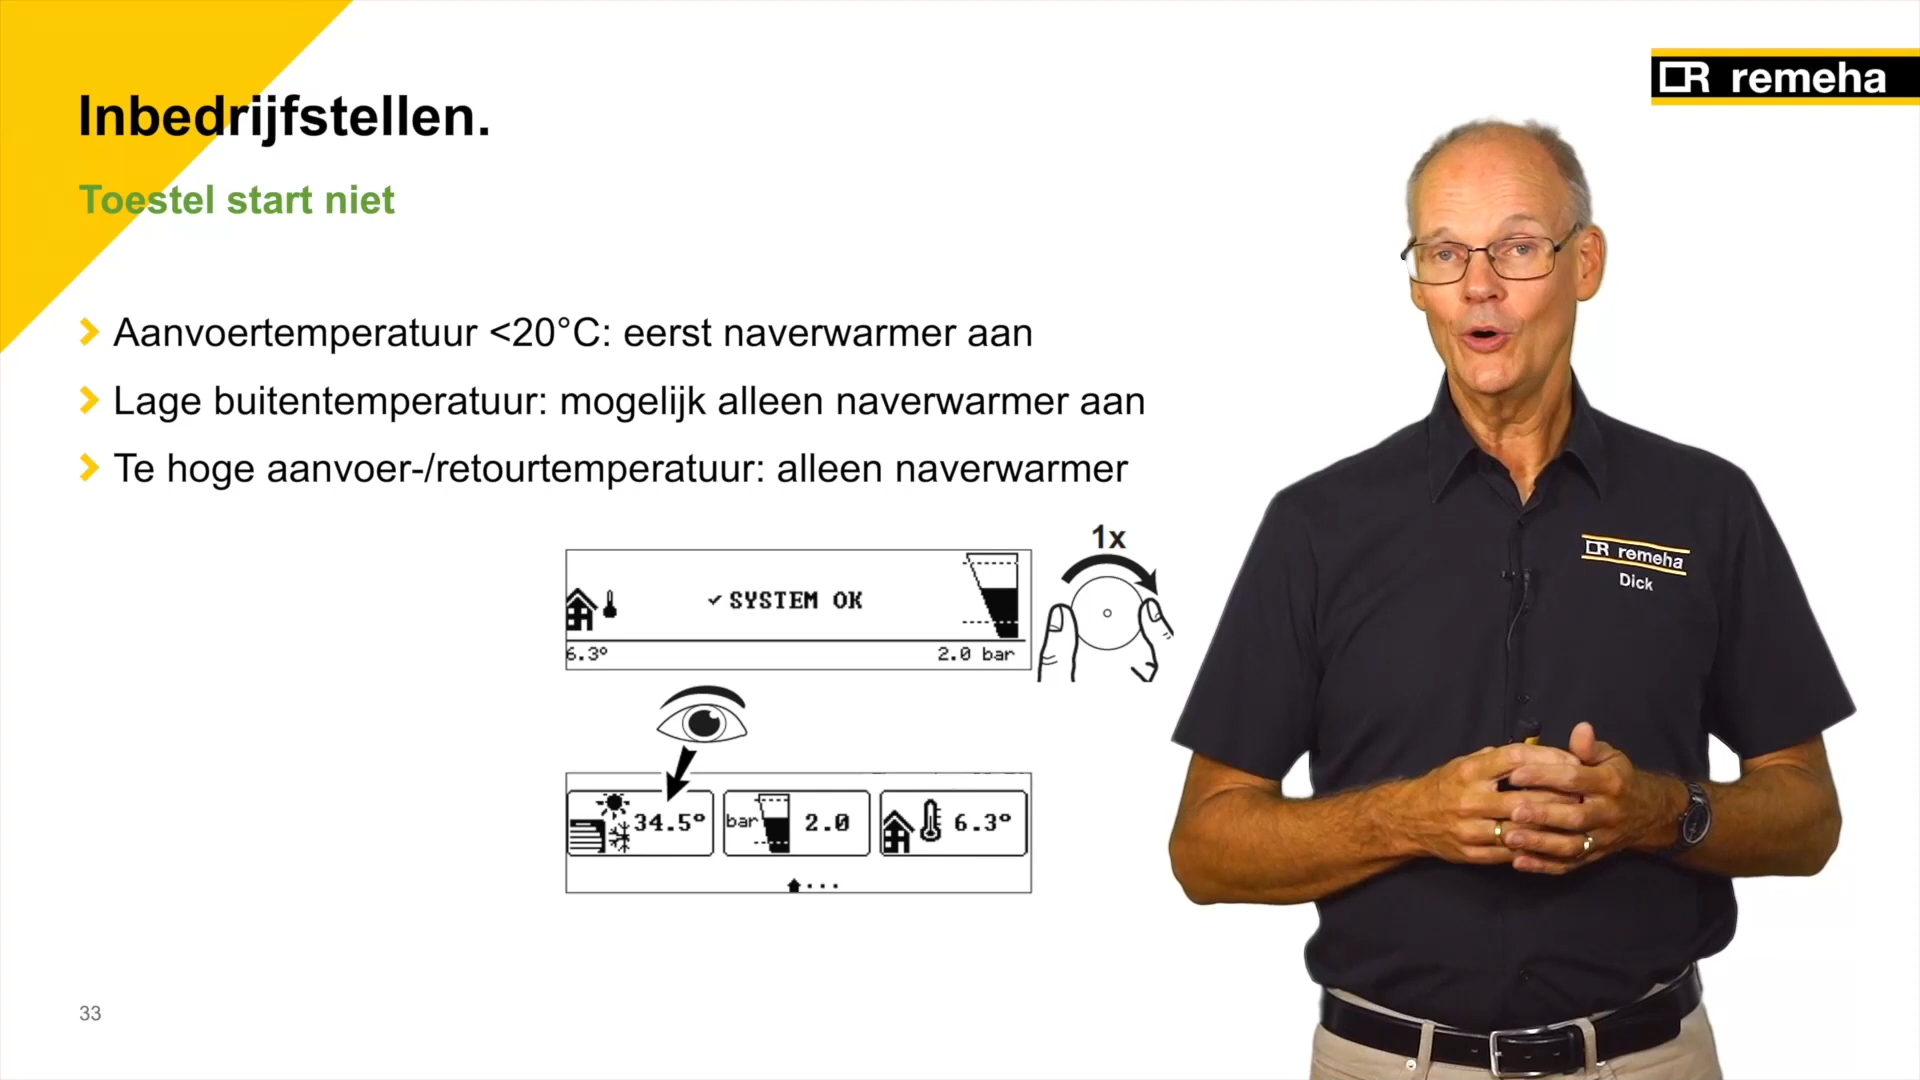 remeha
Inbedrijfstellen.
Toestel start niet
Aanvoertemperatuur <20°C: eerst naverwarmer aan
Lage buitentemperatuur: mogelijk alleen naverwarmer aan
Te hoge aanvoer-/retourtemperatuur: alleen naverwarmer
1x
SYSTEM OK
6.3°
2.0 bar
34.5°
bar 2.0
6.3°
remeha
Dick
33